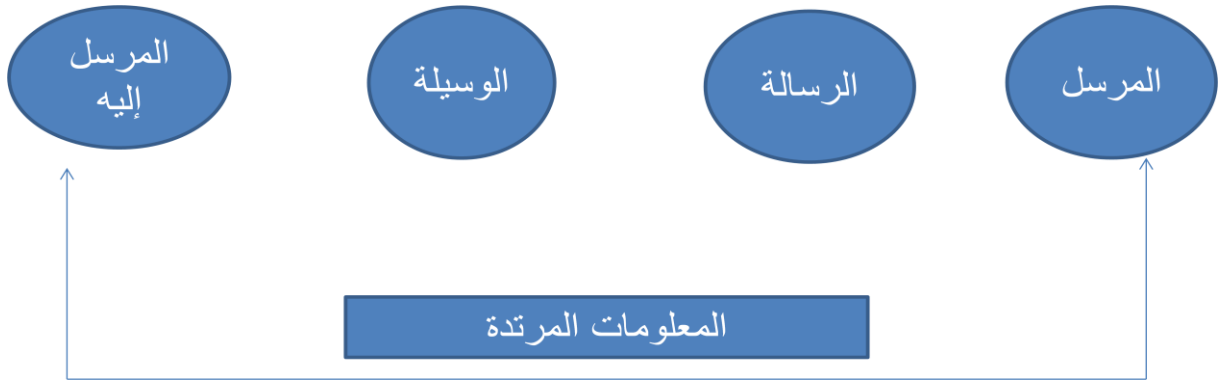 المرسل
الرسالة
الوسيلة
المرسل
إليه
المعلومات المرتدة